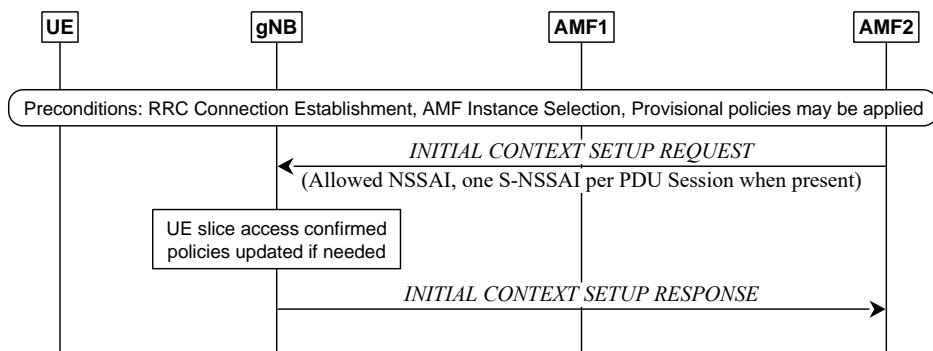 UE gNB AMF1 AMF2
Preconditions: RRC Connection Establishment, AMF Instance Selection, Provisional policies may be applied
INITIAL CONTEXT SETUP REQUEST
(Allowed NSSAI, one S-NSSAI per PDU Session when present)
UE slice access confirmed
policies updated if needed
INITIAL CONTEXT SETUP RESPONSE